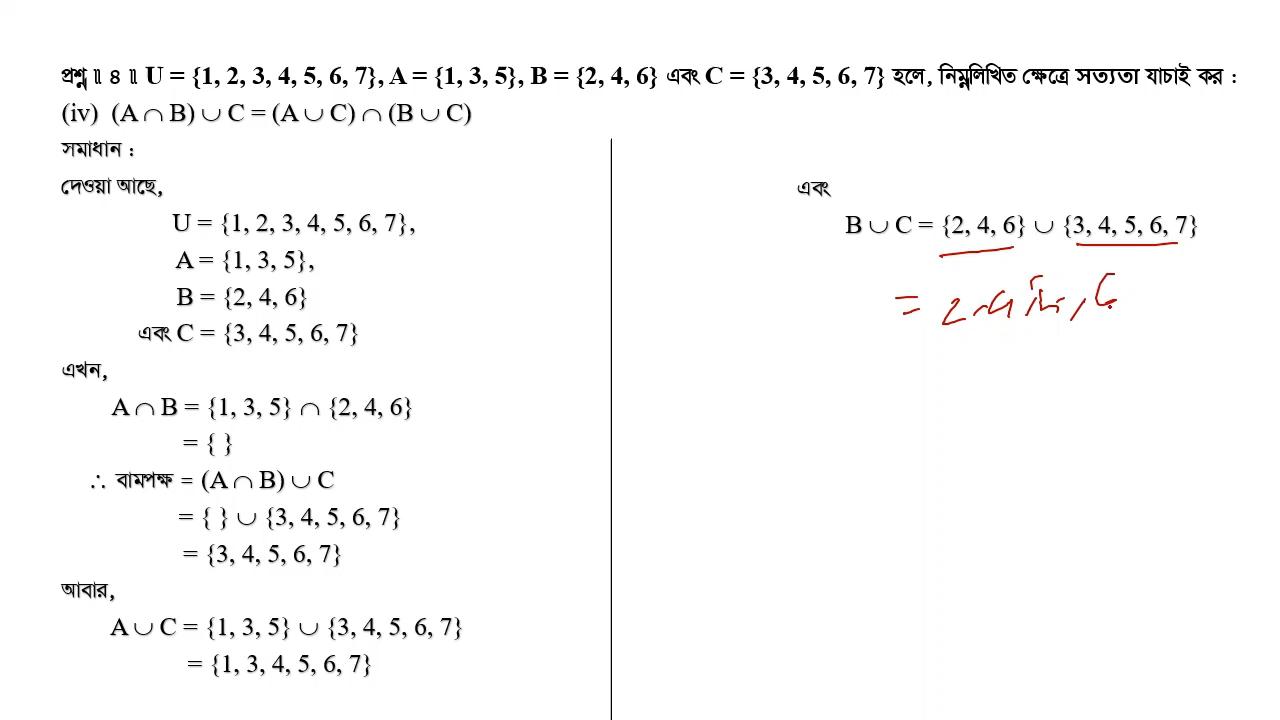 প্রশ্ন ॥ ৪ ॥ U = {1, 2, 3, 4, 5, 6, 7}, A = {1, 3, 5}, B = {2, 4, 6} এবং C = {3, 4, 5, 6, 7} হলে, নিম্নলিখিত ক্ষেত্রে সত্যতা যাচাই কর :
(iv) (A ∩ B) ∪ C = (A ∪ C) ∩ (B ∪ C)
সমাধান :
দেওয়া আছে,
U = {1, 2, 3, 4, 5, 6, 7},
A = {1, 3, 5},
B = {2, 4, 6}
এবং C = {3, 4, 5, 6, 7}
এখন,
A ∩ B = {1, 3, 5} ∩ {2, 4, 6}
= { }
∴ বামপক্ষ = (A ∩ B) ∪ C
= { } ∪ {3, 4, 5, 6, 7}
= {3, 4, 5, 6, 7}
আবার,
A ∪ C = {1, 3, 5} ∪ {3, 4, 5, 6, 7}
= {1, 3, 4, 5, 6, 7}
এবং
B ∪ C = {2, 4, 6} ∪ {3, 4, 5, 6, 7}
= 2